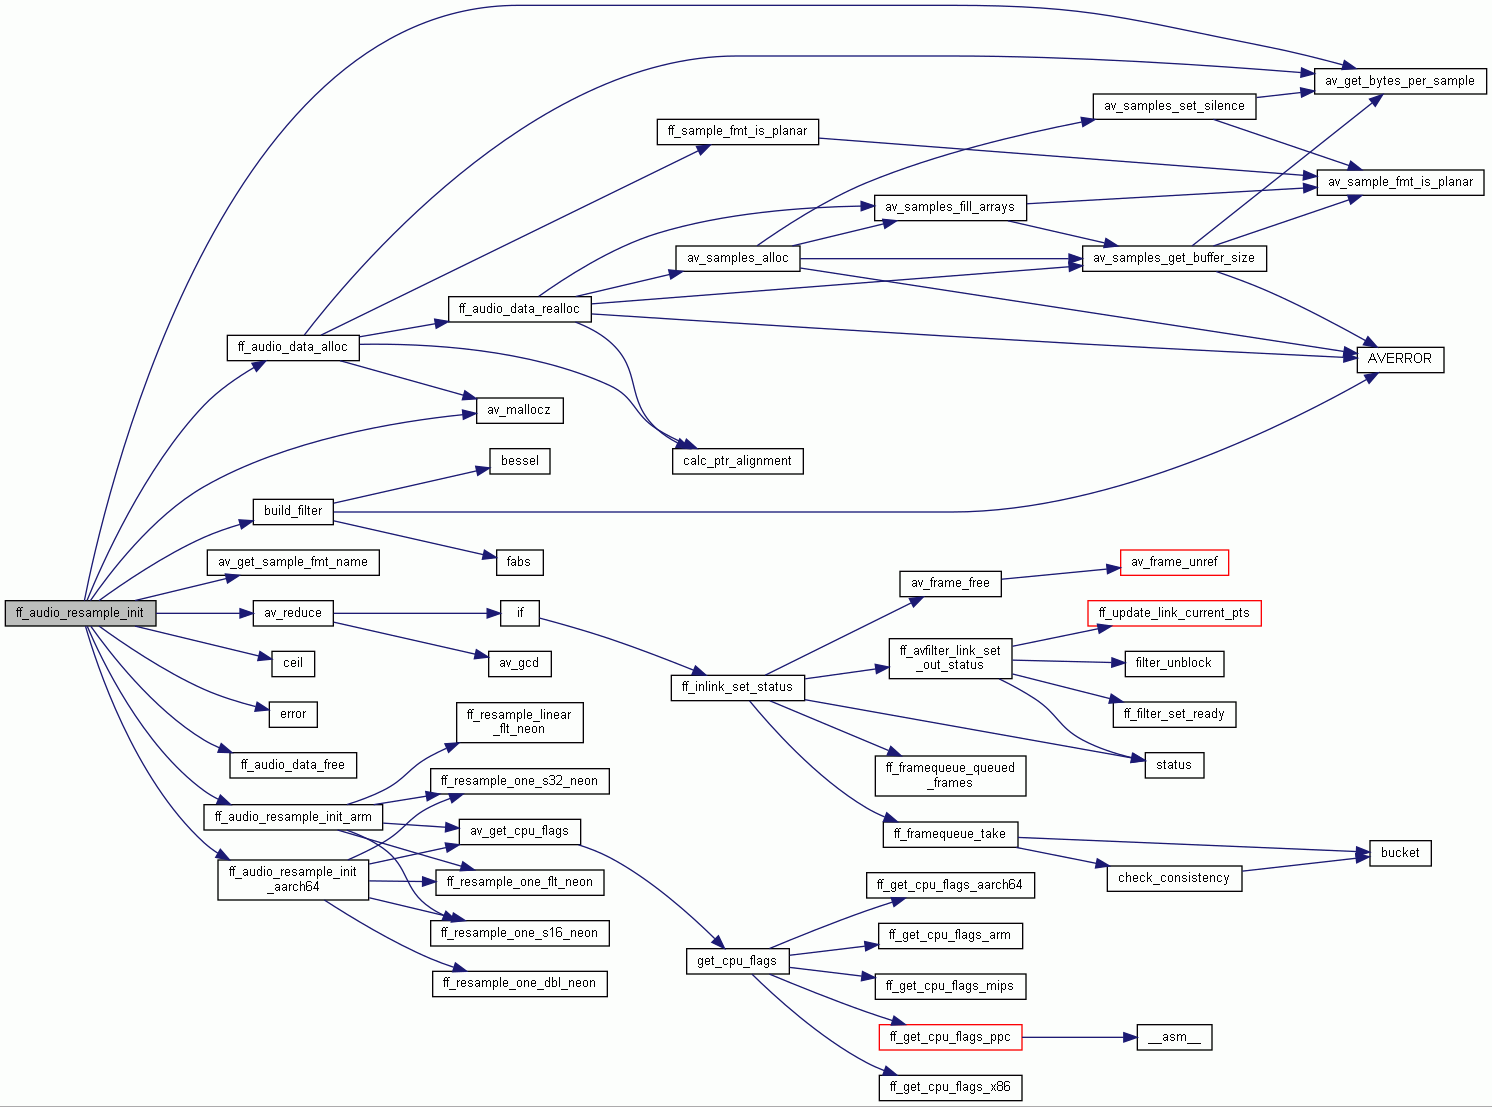 av_get_bytes_per_sample
av_samples_set_silence
ff_sample_fmt_is_planar
av_sample_fmt_is_planar
av_samples_fill_arrays
av_samples_alloc
av_samples_get_buffer_size
ff_audio_data_realloc
ff_audio_data_alloc
AVERROR
av_mallocz
bessel
calc_ptr_alignment
build_filter
av_get_sample_fmt_name
fabs
av_frame_unref
av_frame_free
ff_audio_resample_init
av_reduce
if
ff_update_link_current_pts
ceil
av_gcd
ff_avfilter_link_set
_out_status
filter_unblock
ff_inlink_set_status
error
ff_resample_linear
_flt_neon
ff_filter_set_ready
ff_audio_data_free
status
ff_resample_one_s32_neon
ff_framequeue_queued
_frames
ff_audio_resample_init_arm
av_get_cpu_flags
ff_framequeue_take
bucket
ff_audio_resample_init
_aarch64
ff_resample_one_flt_neon
check_consistency
ff_get_cpu_flags_aarch64
ff_resample_one_s16_neon
ff_get_cpu_flags_arm
get_cpu_flags
ff_resample_one_dbl_neon
ff_get_cpu_flags_mips
ff_get_cpu_flags_ppc
__asm__
ff_get_cpu_flags_x86